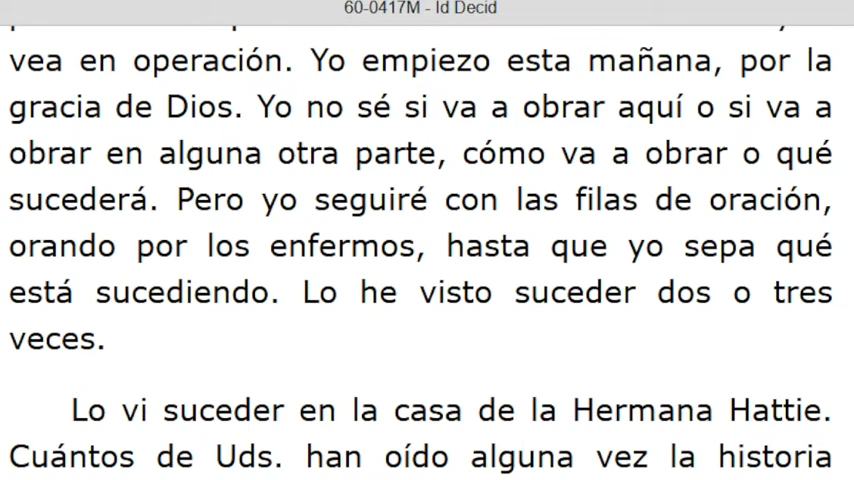 60-0417M - Id Decid
vea en operación. Yo empiezo esta mañana, por la
gracia de Dios. Yo no sé si va a obrar aquí o si va a
obrar en alguna otra parte, cómo va a obrar o qué
sucederá. Pero yo seguiré con las filas de oración,
orando por los enfermos, hasta que yo sepa qué
está sucediendo. Lo he visto suceder dos o tres
veces.
Lo vi suceder en la casa de la Hermana Hattie.
Cuántos de Uds. han oído alguna vez la historia